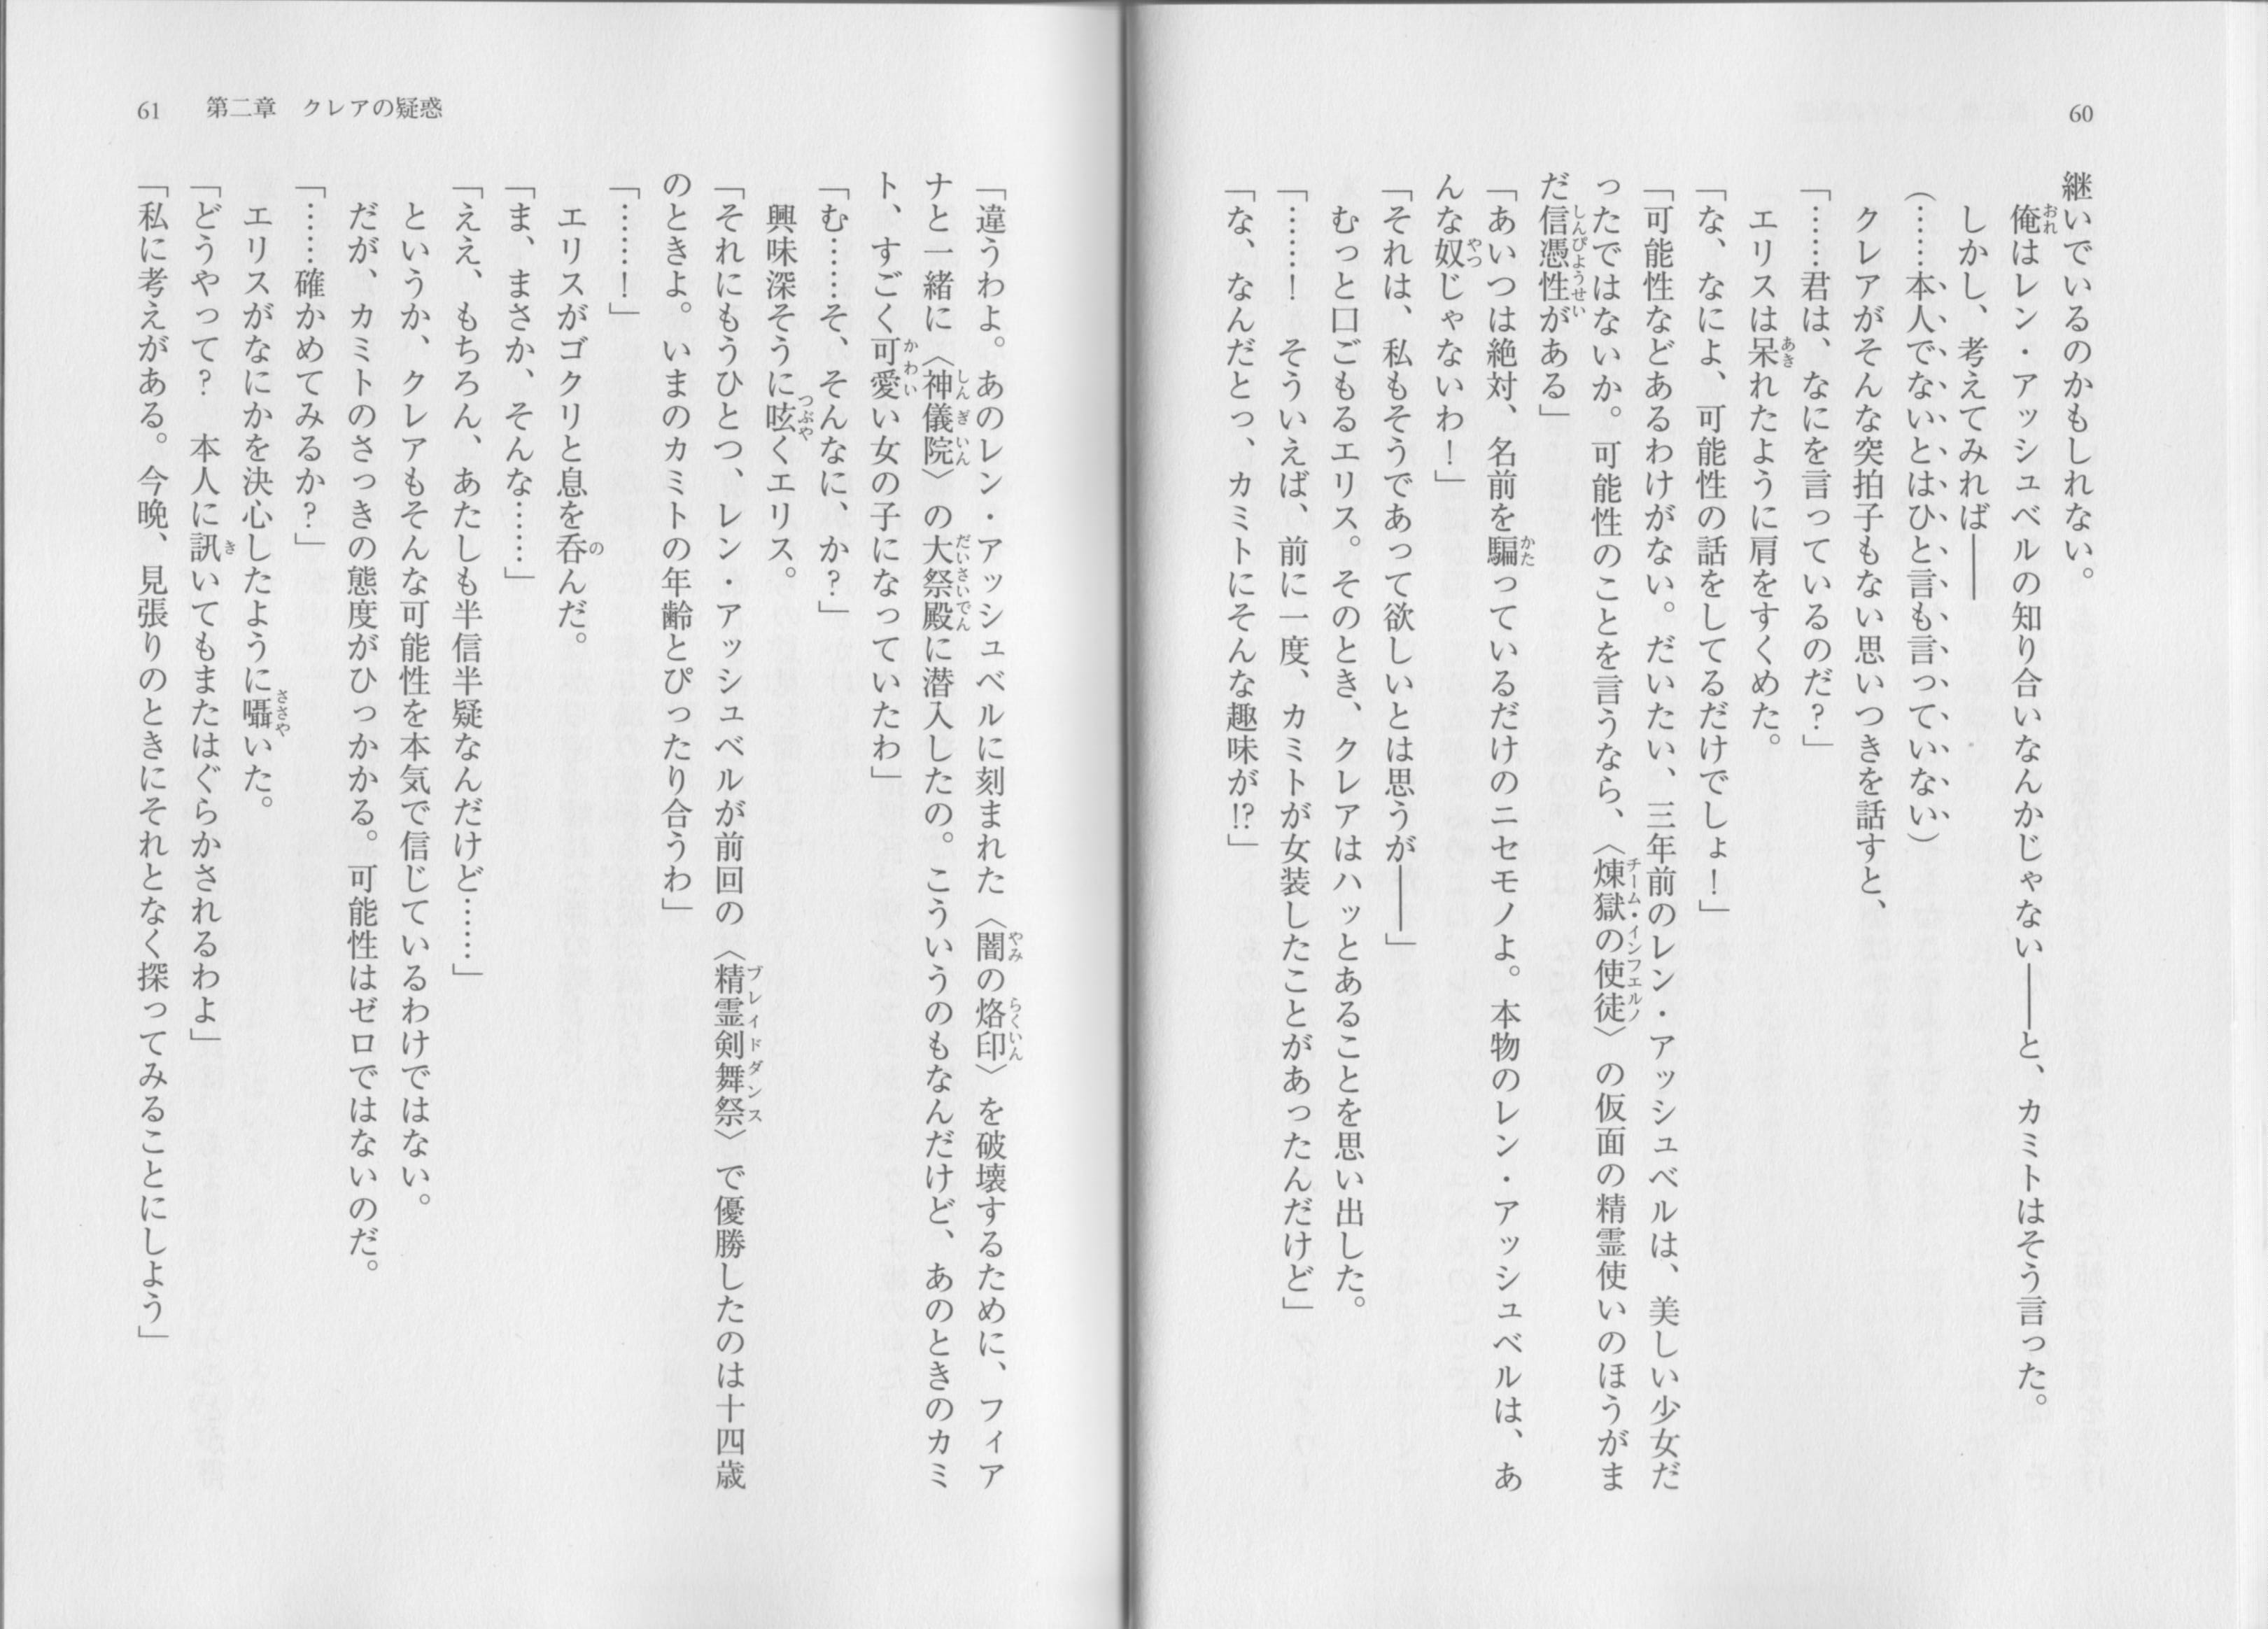 60
継いでいるのかもしれない。
俺はレン・アッシュベルの知り合いなんかじゃない――と、カミトはそう言った。
しかし、考えてみれば――
(……本人でないとはひと言も言っていない)
クレアがそんな突拍子もない思いつきを話すと、
「……君は、なにを言っているのだ?」
エリスは呆れたように肩をすくめた。
「な、なによ、可能性の話をしてるだけでしょ!」
「可能性などあるわけがない。だいたい、三年前のレン・アッシュベルは、美しい少女だ
ったではないか。可能性のことを言うなら、〈煉獄の使徒〉の仮面の精霊使いのほうがま
だ信憑性がある」
「あいつは絶対、名前を騙っているだけのニセモノよ。本物のレン・アッシュベルは、あ
んな奴じゃないわ!」
「それは、私もそうであって欲しいとは思うが――」
むっと口ごもるエリス。そのとき、クレアはハッとあることを思い出した。
「……! そういえば、前に一度、カミトが女装したことがあったんだけど」
「な、なんだとっ、カミトにそんな趣味が!?」
61 第二章 クレアの疑惑
「違うわよ。あのレン・アッシュベルに刻まれた〈闇の烙印〉を破壊するために、フィア
ナと一緒に〈神儀院〉の大祭殿に潜入したの。こういうのもなんだけど、あのときのカミ
ト、すごく可愛い女の子になっていたわ」
「む……そ、そんなに、か?」
興味深そうに呟くエリス。
「それにもうひとつ、レン・アッシュベルが前回の〈精霊剣舞祭〉で優勝したのは十四歳
のときよ。いまのカミトの年齢とぴったり合うわ」
「……!」
エリスがゴクリと息を呑んだ。
「ま、まさか、そんな……」
「ええ、もちろん、あたしも半信半疑なんだけど……」
というか、クレアもそんな可能性を本気で信じているわけではない。
だが、カミトのさっきの態度がひっかかる。可能性はゼロではないのだ。
「……確かめてみるか?」
エリスがなにかを決心したように囁いた。
「どうやって? 本人に訊いてもまたはぐらかされるわよ」
「私に考えがある。今晩、見張りのときにそれとなく探ってみることにしよう」